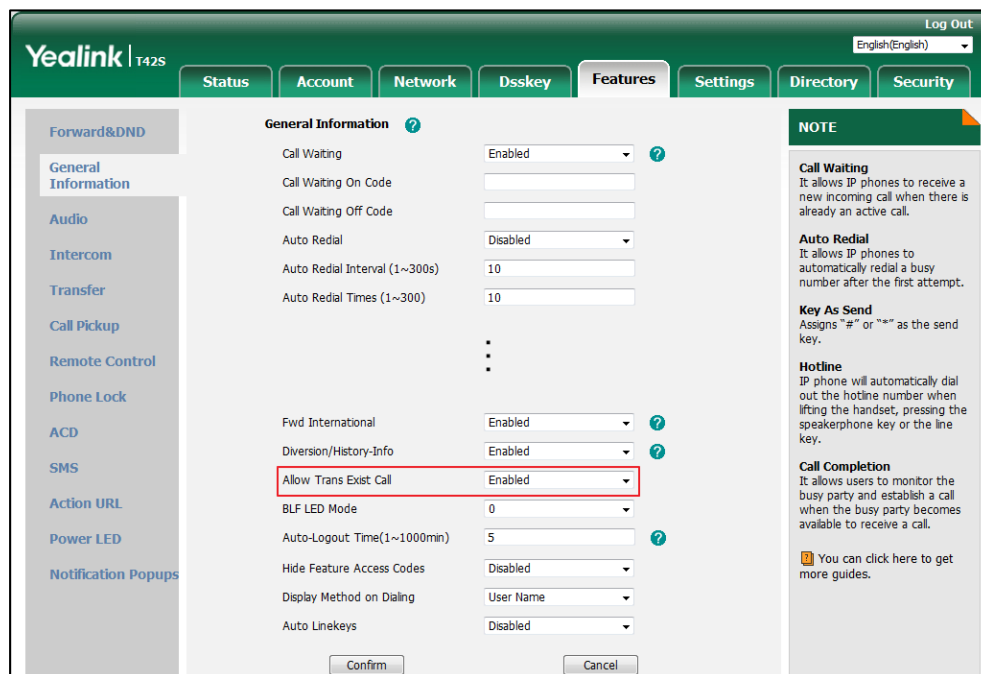 Log Out
Yealink T42S
English(English)
Status Account Network Dsskey Features Settings Directory Security
Forward&DND
General
Information
Audio
Intercom
Transfer
Call Pickup
Remote Control
Phone Lock
ACD
SMS
Action URL
Power LED
Notification Popups
General Information ?
Call Waiting Enabled ?
Call Waiting On Code
Call Waiting Off Code
Auto Redial Disabled
Auto Redial Interval (1~300s) 10
Auto Redial Times (1~300) 10
Fwd International Enabled ?
Diversion/History-Info Enabled ?
Allow Trans Exist Call Enabled
BLF LED Mode 0
Auto-Logout Time(1~1000min) 5 ?
Hide Feature Access Codes Disabled
Display Method on Dialing User Name
Auto Linekeys Disabled
Confirm Cancel
NOTE
Call Waiting
It allows IP phones to receive a
new incoming call when there is
already an active call.
Auto Redial
It allows IP phones to
automatically redial a busy
number after the first attempt.
Key As Send
Assigns "#" or "*" as the send
key.
Hotline
IP phone will automatically dial
out the hotline number when
lifting the handset, pressing the
speakerphone key or the line
key.
Call Completion
It allows users to monitor the
busy party and establish a call
when the busy party becomes
available to receive a call.
? You can click here to get
more guides.